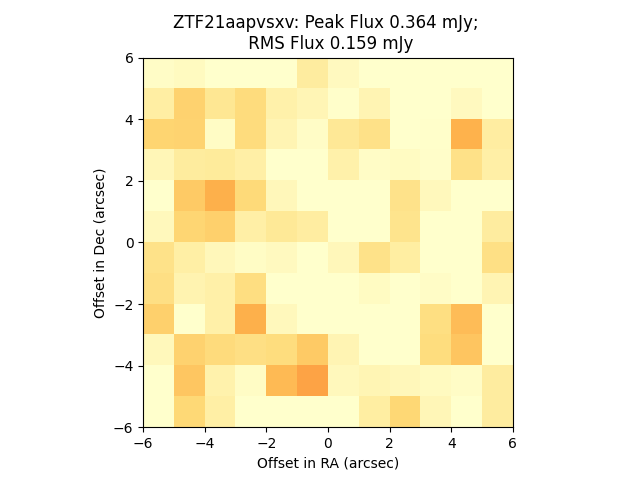 ZTF21aapvsxv: Peak Flux 0.364 mJy;
RMS Flux 0.159 mJy
6
4
2
0
−2
−4
−6
Offset in Dec (arcsec)
−6 −4 −2 0 2 4 6
Offset in RA (arcsec)